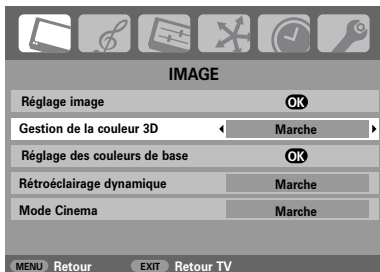 IMAGE
Réglage image OK
Gestion de la couleur 3D Marche
Réglage des couleurs de base OK
Rétroéclairage dynamique Marche
Mode Cinema Marche
MENU Retour EXIT Retour TV